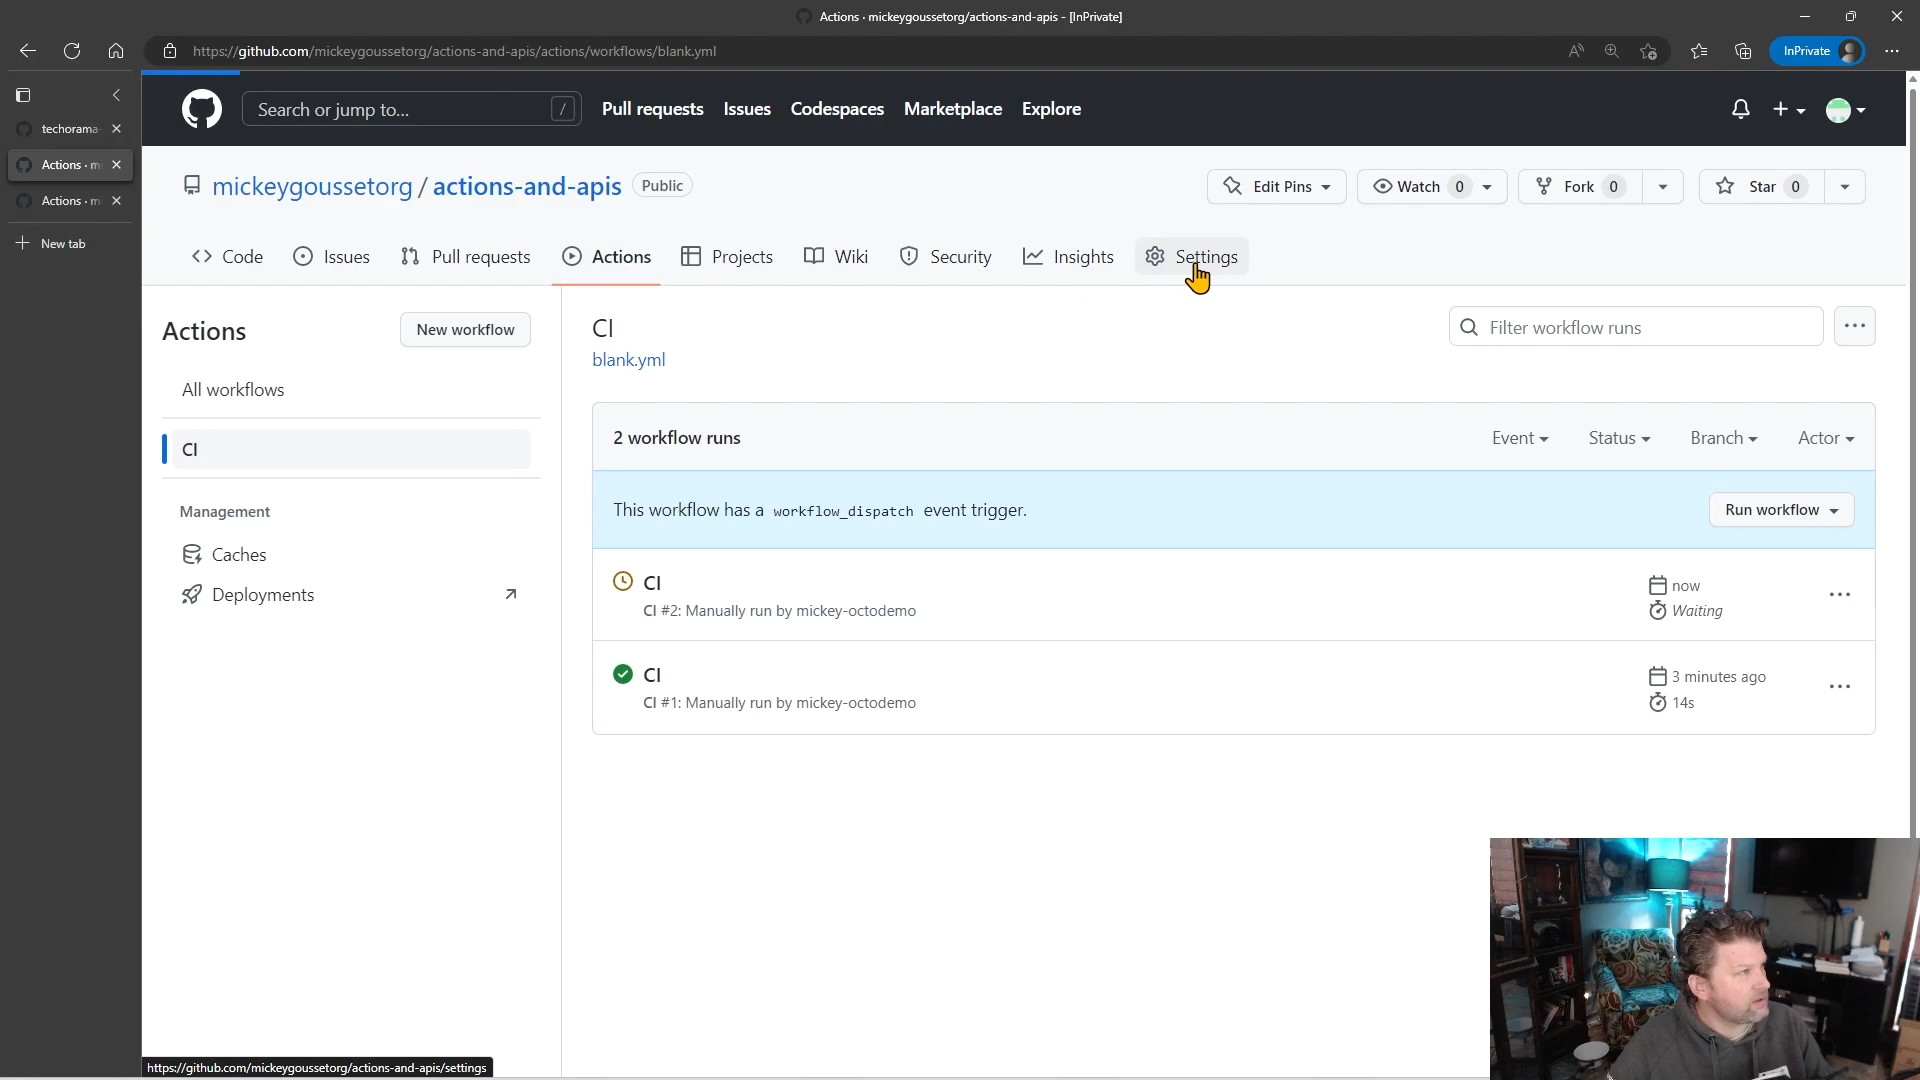 Actions · mickeygoussetorg/actions-and-apis - [InPrivate]
https://github.com/mickeygoussetorg/actions-and-apis/actions/workflows/blank.yml
InPrivate
techorama-
Actions · m
Actions · m
New tab
Search or jump to...
/
Pull requests
Issues
Codespaces
Marketplace
Explore
mickeygoussetorg / actions-and-apis
Public
Edit Pins
Watch 0
Fork 0
Star 0
Code
Issues
Pull requests
Actions
Projects
Wiki
Security
Insights
Settings
Actions
New workflow
All workflows
CI
Management
Caches
Deployments
CI
blank.yml
Filter workflow runs
2 workflow runs
Event
Status
Branch
Actor
This workflow has a workflow_dispatch event trigger.
Run workflow
CI
CI #2: Manually run by mickey-octodemo
now
Waiting
CI
CI #1: Manually run by mickey-octodemo
3 minutes ago
14s
https://github.com/mickeygoussetorg/actions-and-apis/settings